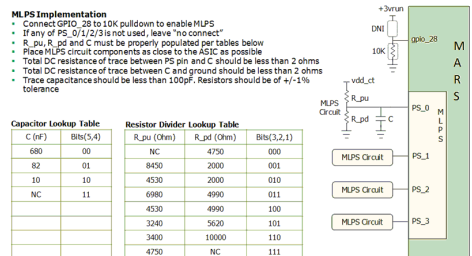 MLPS Implementation
• Connect GPIO_28 to 10K pulldown to enable MLPS
• If any of PS_0/1/2/3 is not used, leave "no connect"
• R_pu, R_pd and C must be properly populated per tables below
• Place MLPS circuit components as close to the ASIC as possible
• Total DC resistance of trace between PS pin and C should be less than 2 ohms
• Total DC resistance of trace between C and ground should be less than 2 ohms
• Trace capacitance should be less than 100pF. Resistors should be of +/-1%
tolerance
Capacitor Lookup Table
C (nF) Bits(5,4)
680 00
82 01
10 10
NC 11
Resistor Divider Lookup Table
R_pu (Ohm) R_pd (Ohm) Bits(3,2,1)
NC 4750 000
8450 2000 001
4530 2000 010
6980 4990 011
4530 4990 100
3240 5620 101
3400 10000 110
4750 NC 111
+3vrun
DNI
gpio_28
10K
MARS
vdd_ct
R_pu
MLPS
Circuit
R_pd
C
PS_0
MLPS
MLPS Circuit
PS_1
MLPS Circuit
PS_2
MLPS Circuit
PS_3